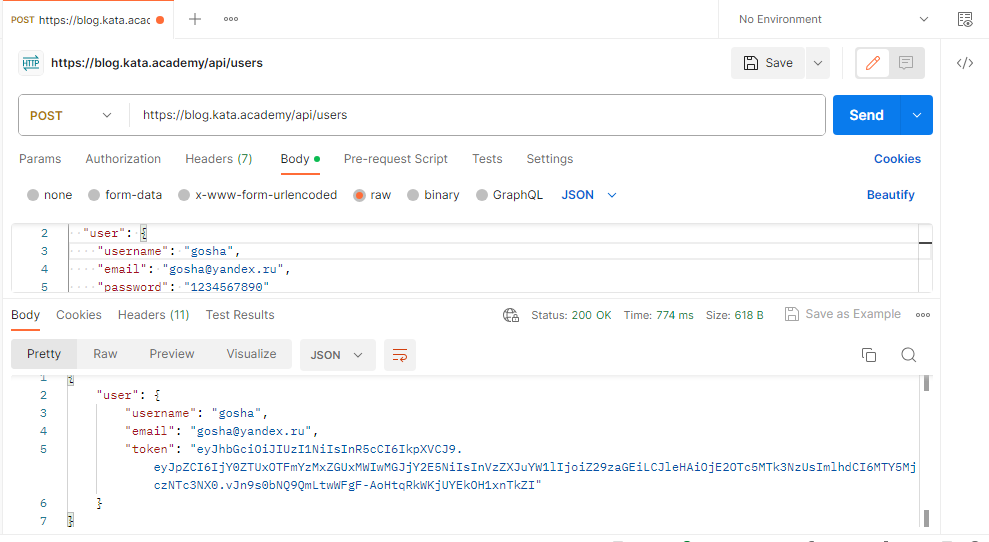 POST https://blog.kata.acac
No Environment
HTTP https://blog.kata.academy/api/users
Save
POST https://blog.kata.academy/api/users Send
Params Authorization Headers (7) Body Pre-request Script Tests Settings Cookies
none form-data x-www-form-urlencoded raw binary GraphQL JSON Beautify
2 "user": {
3 "username": "gosha",
4 "email": "gosha@yandex.ru",
5 "password": "1234567890"
Body Cookies Headers (11) Test Results Status: 200 OK Time: 774 ms Size: 618 B Save as Example
Pretty Raw Preview Visualize JSON
1 {
2 "user": {
3 "username": "gosha",
4 "email": "gosha@yandex.ru",
5 "token": "eyJhbGciOiJIUzI1NiIsInR5cCI6IkpXVCJ9.
eyJpZCI6IjY0ZTUxOTFmYzMxZGUxMWIwMGJjY2E5NiIsInVzZXJuYW1lIjoiZ29zaGEiLCJleHAiOjE2OTc5MTk3NzUsImlhdCI6MTY5Mj
czNTc3NX0.vJn9s0bNQ9QmLtwWFgF-AoHtqRkWKjUYEkOH1xnTkZI"
6 }
7 }